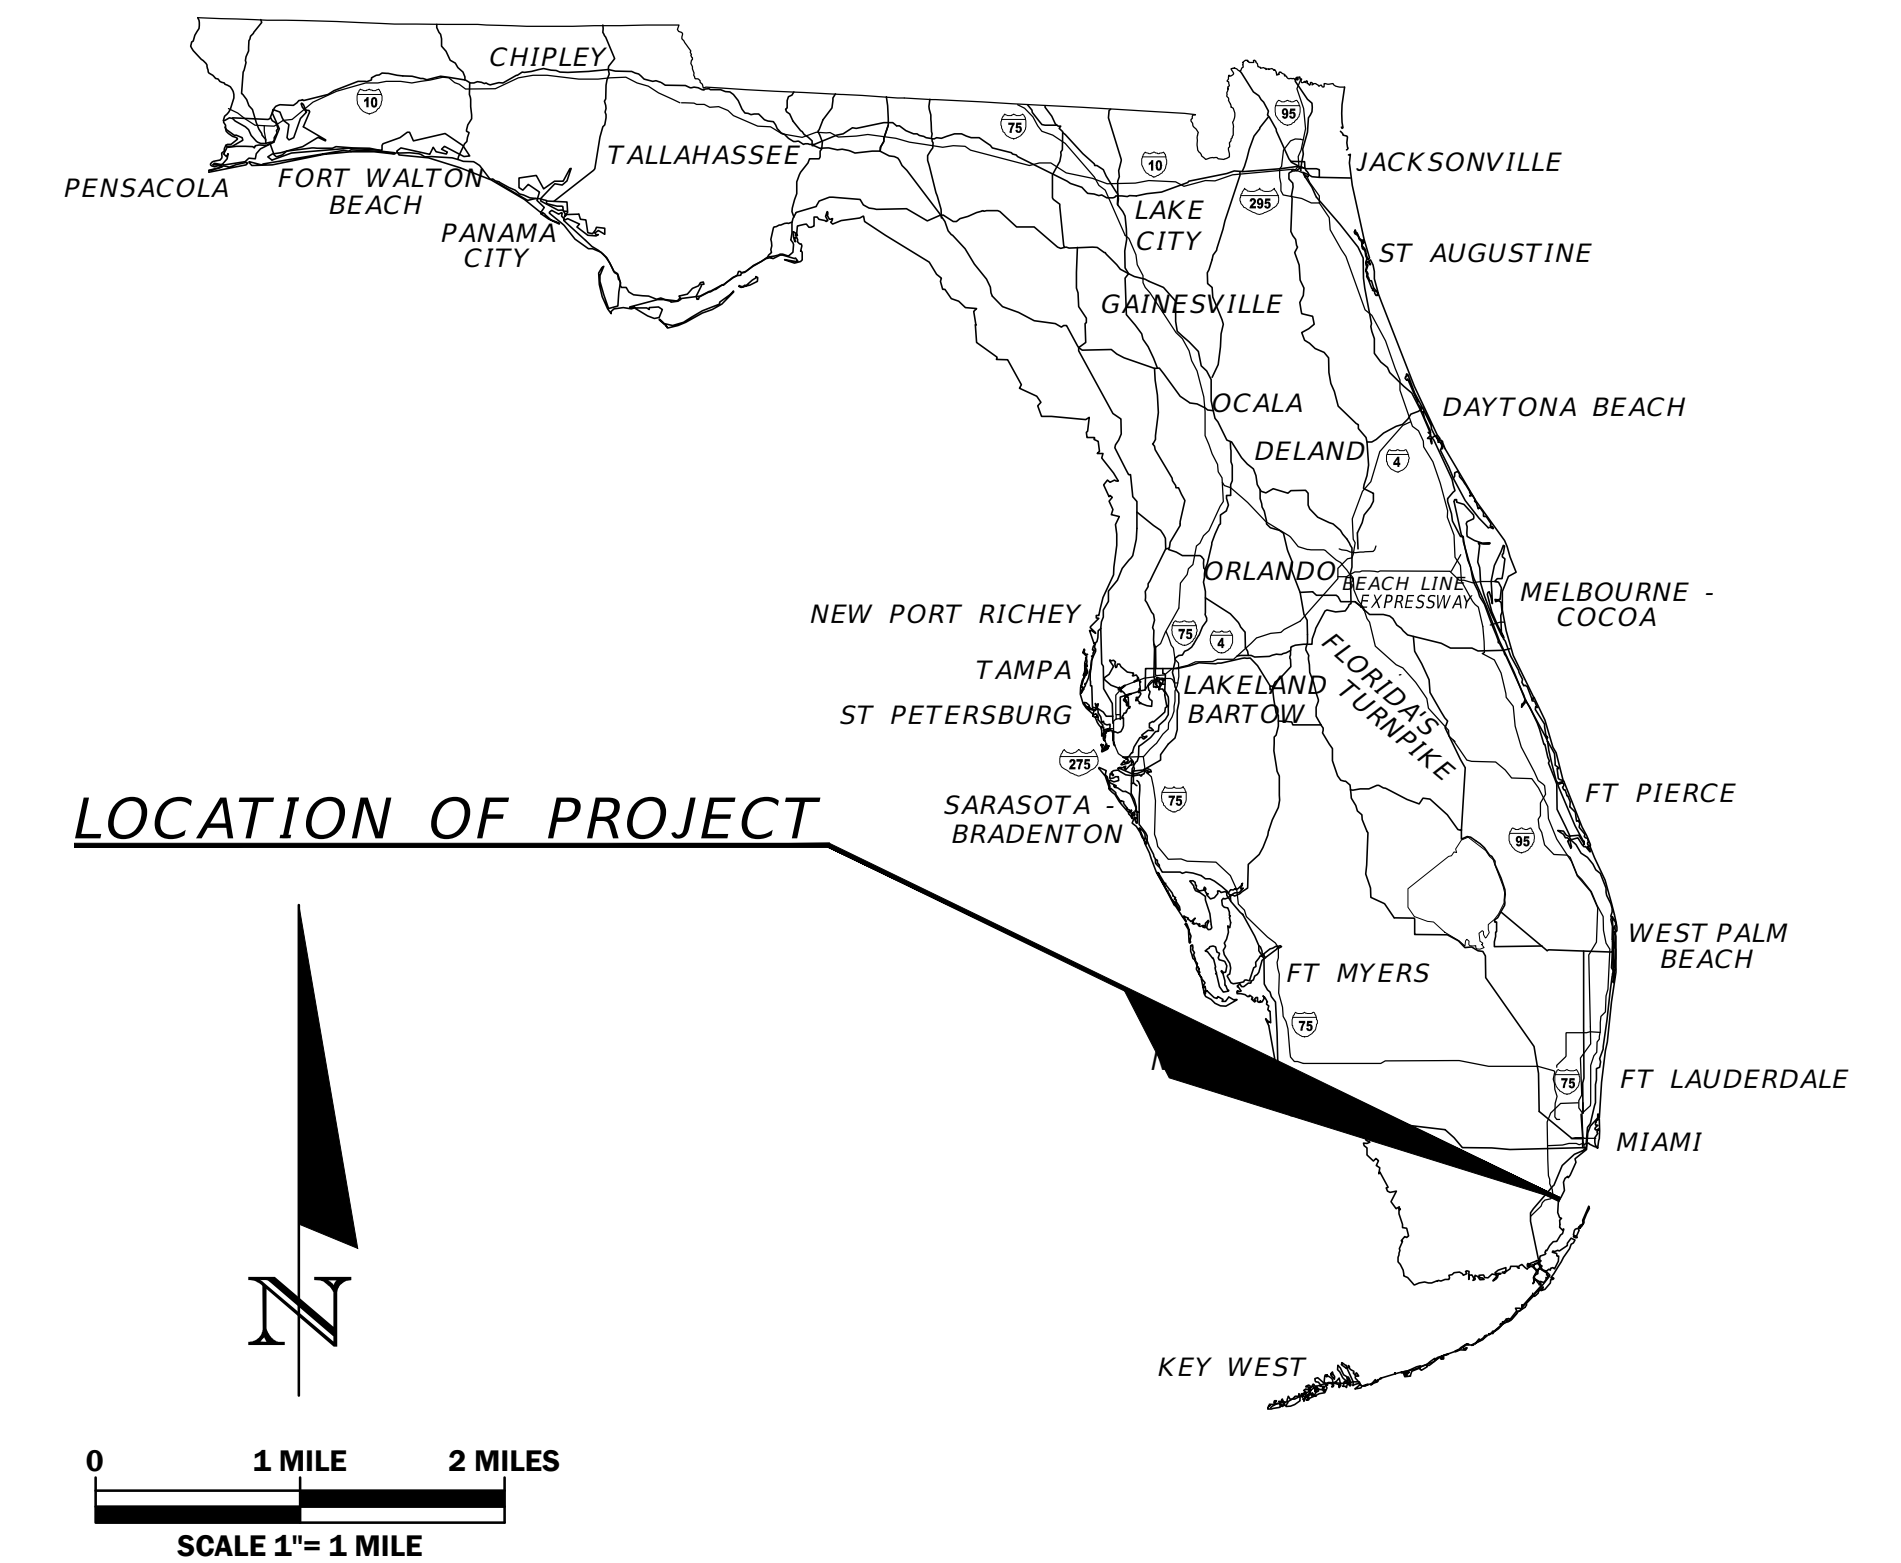 CHIPLEY
10
95
75
TALLAHASSEE
10
JACKSONVILLE
PENSACOLA
FORT WALTON
BEACH
295
LAKE
CITY
PANAMA
CITY
ST AUGUSTINE
GAINESVILLE
OCALA
DAYTONA BEACH
DELAND
4
ORLANDO
BEACH LINE
EXPRESSWAY
MELBOURNE -
COCOA
NEW PORT RICHEY
75
4
TAMPA
LAKELAND
BARTOW
FLORIDA'S
TURNPIKE
ST PETERSBURG
275
75
FT PIERCE
SARASOTA -
BRADENTON
95
LOCATION OF PROJECT
WEST PALM
BEACH
FT MYERS
75
75
FT LAUDERDALE
MIAMI
N
KEY WEST
0 1 MILE 2 MILES
SCALE 1"= 1 MILE